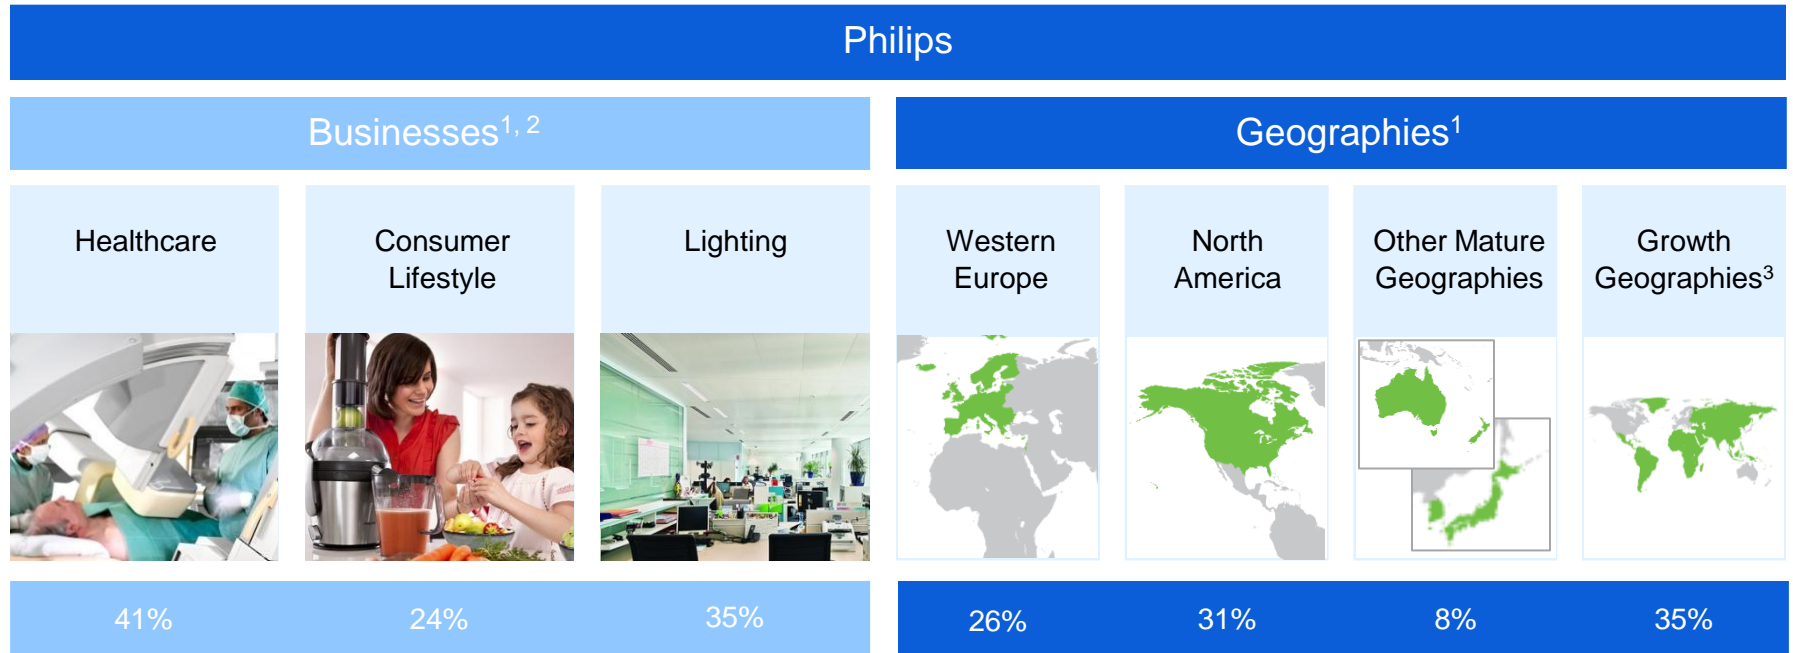 Philips
Businesses¹˒ ²
Geographies¹
Healthcare
Consumer
Lifestyle
Lighting
Western
Europe
North
America
Other Mature
Geographies
Growth
Geographies³
41%
24%
35%
26%
31%
8%
35%